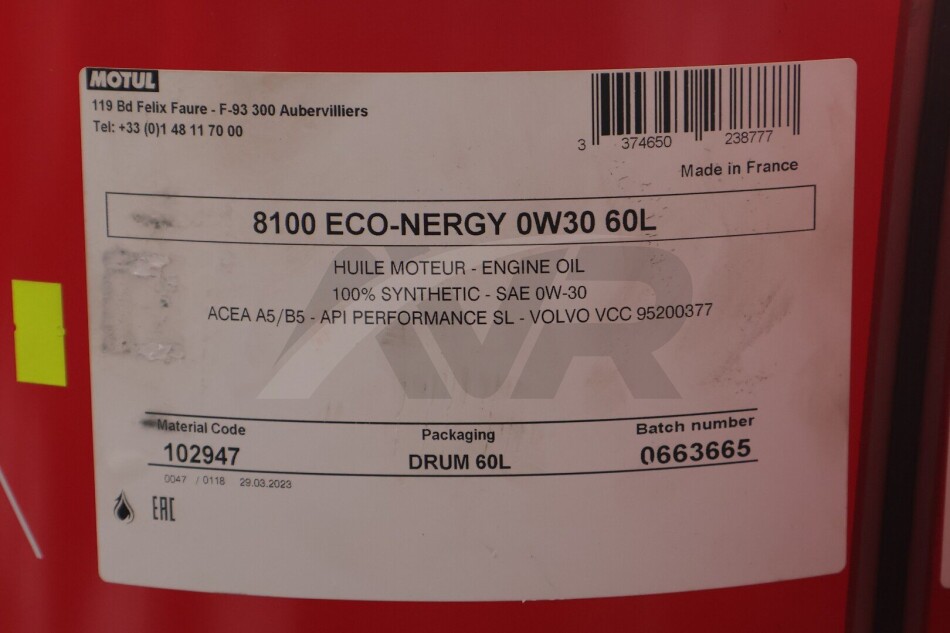 MOTUL
119 Bd Felix Faure - F-93 300 Aubervilliers
Tel: +33 (0)1 48 11 70 00
3 374650 238777
Made in France
8100 ECO-NERGY 0W30 60L
HUILE MOTEUR - ENGINE OIL
100% SYNTHETIC - SAE 0W-30
ACEA A5/B5 - API PERFORMANCE SL - VOLVO VCC 95200377
AVR
Material Code Packaging Batch number
102947 DRUM 60L 0663665
0047 / 0118 29.03.2023
EAC